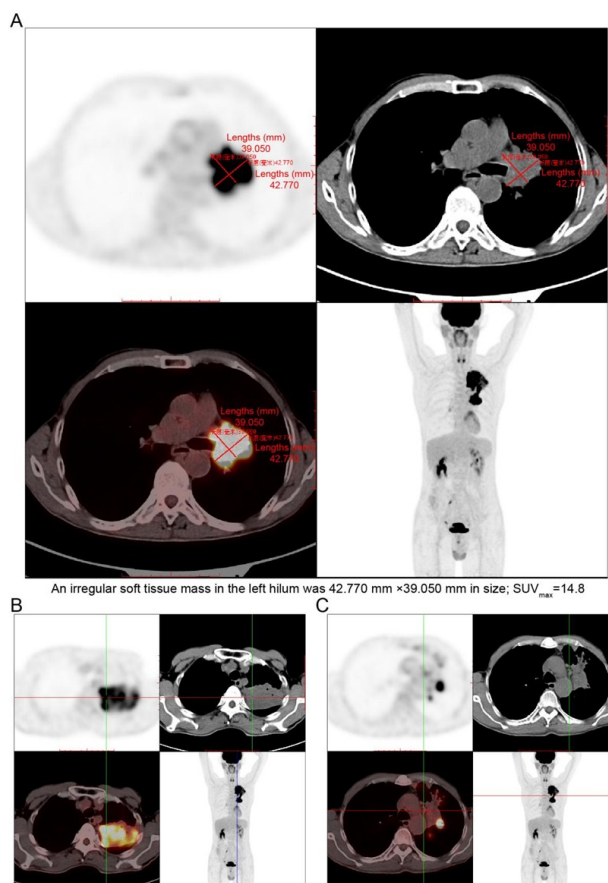 A
Lengths (mm)
39.050
Lengths (mm)
42.770
Lengths (mm)
39.050
Lengths (mm)
42.770
Lengths (mm)
39.050
Lengths (mm)
42.770
An irregular soft tissue mass in the left hilum was 42.770 mm ×39.050 mm in size; SUVmax=14.8
B
C